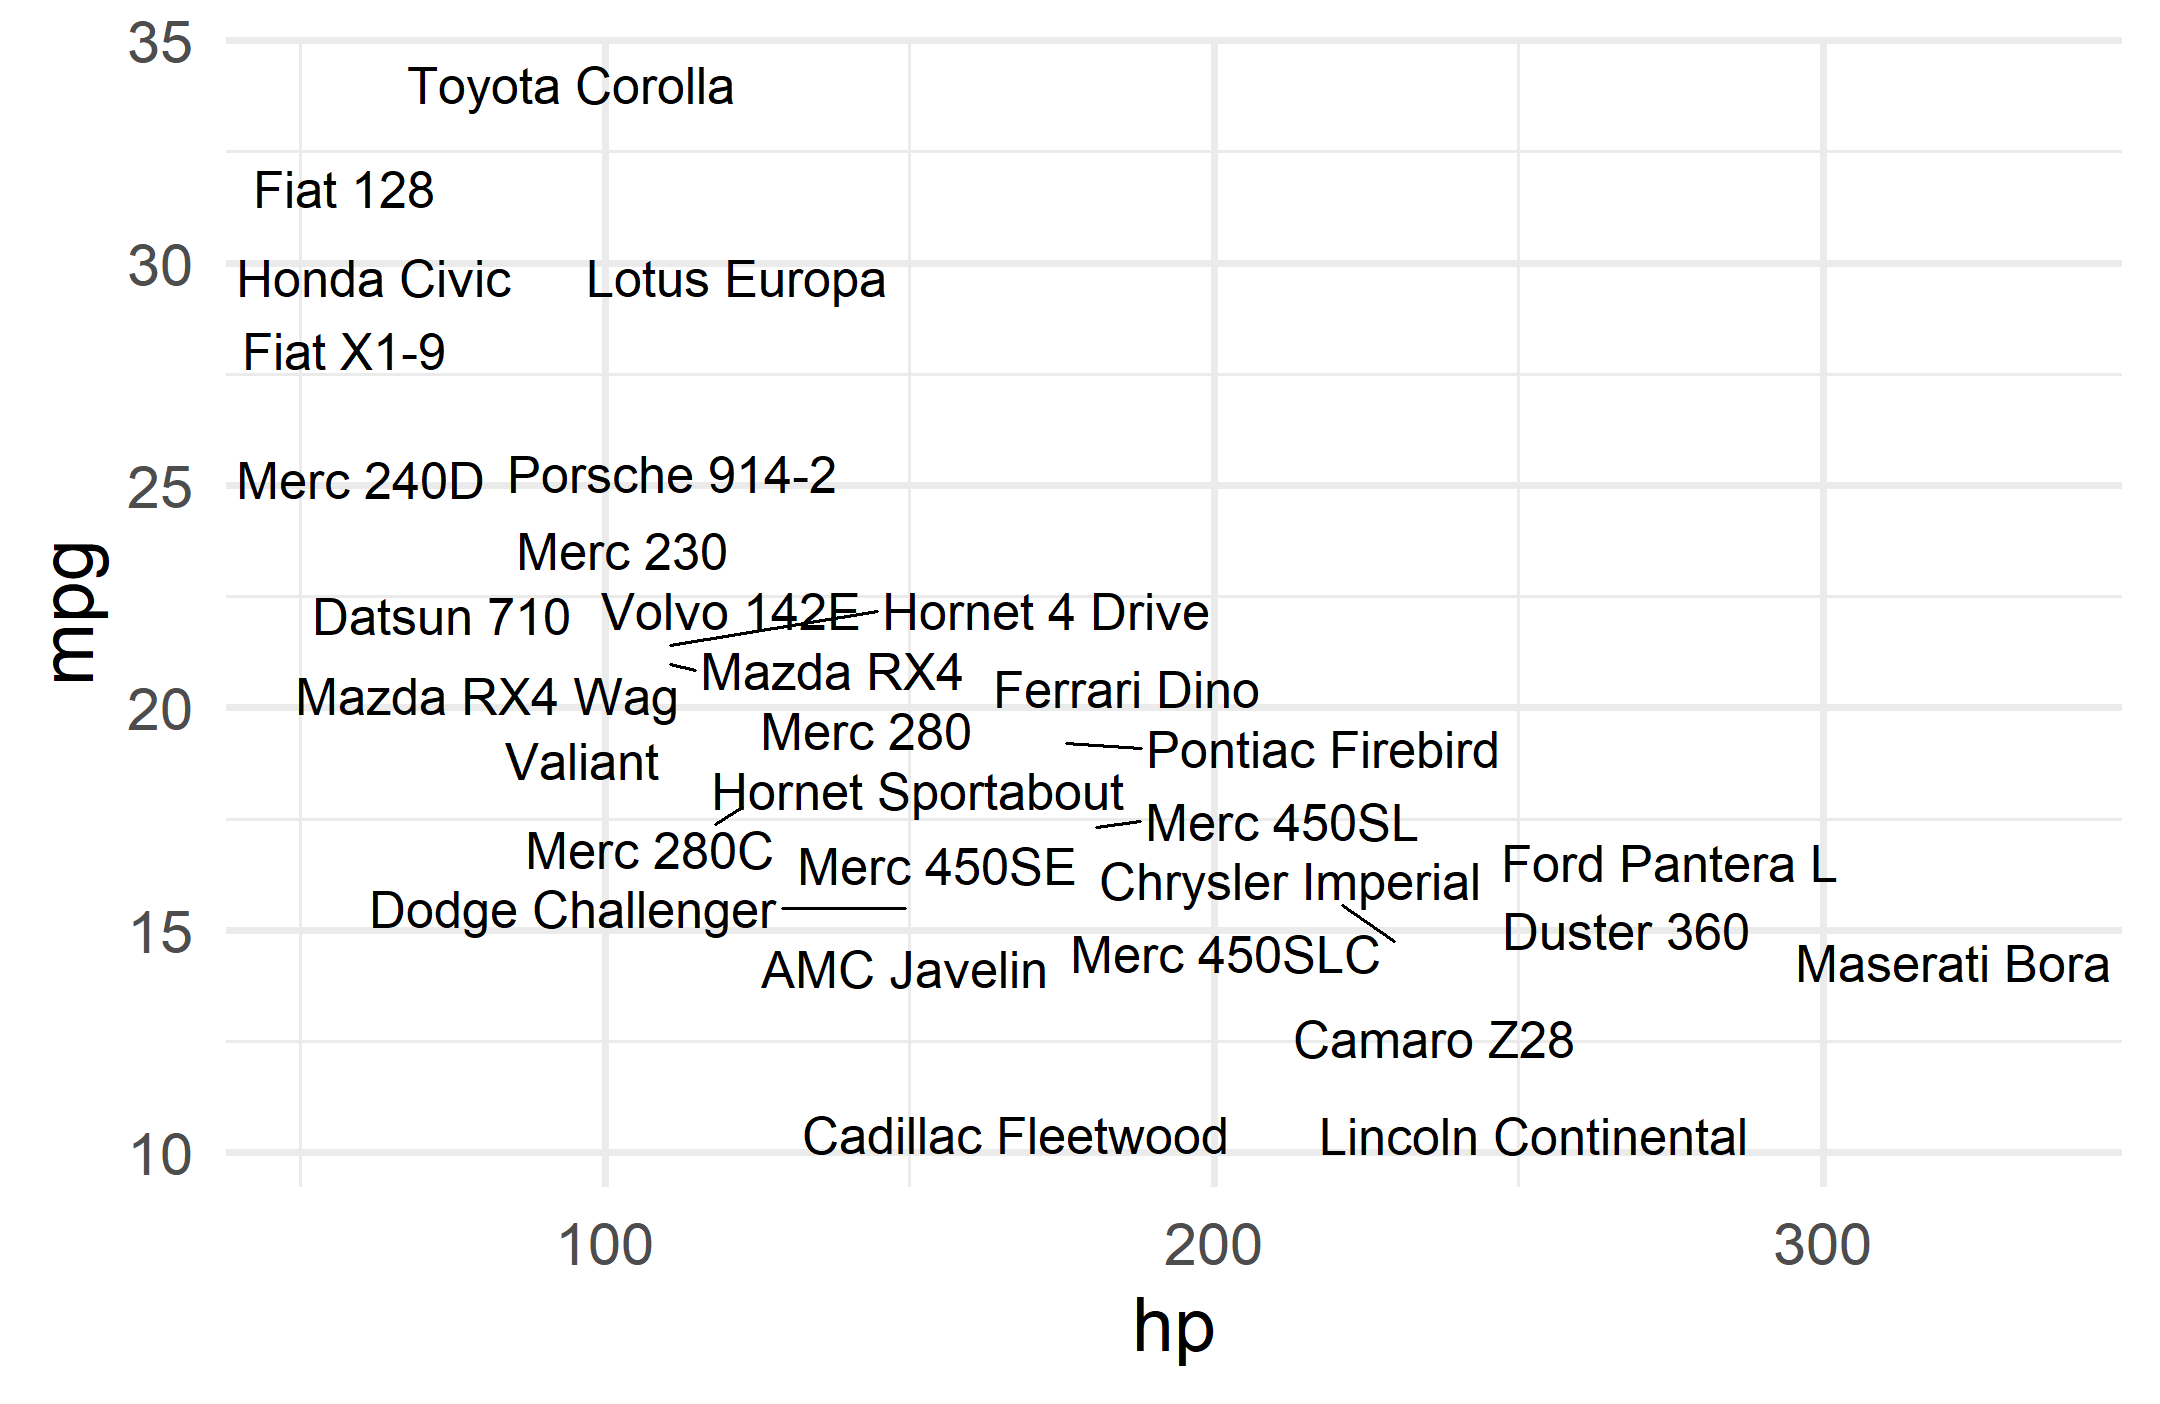 35
Toyota Corolla
Fiat 128
30
Honda Civic
Lotus Europa
Fiat X1-9
25
Merc 240D
Porsche 914-2
Merc 230
Datsun 710
Volvo 142E
Hornet 4 Drive
mpg
Mazda RX4
Ferrari Dino
20
Mazda RX4 Wag
Merc 280
Pontiac Firebird
Valiant
Hornet Sportabout
Merc 450SL
Merc 280C
Merc 450SE
Chrysler Imperial
Ford Pantera L
15
Dodge Challenger
Duster 360
AMC Javelin
Merc 450SLC
Maserati Bora
Camaro Z28
10
Cadillac Fleetwood
Lincoln Continental
100
200
300
hp